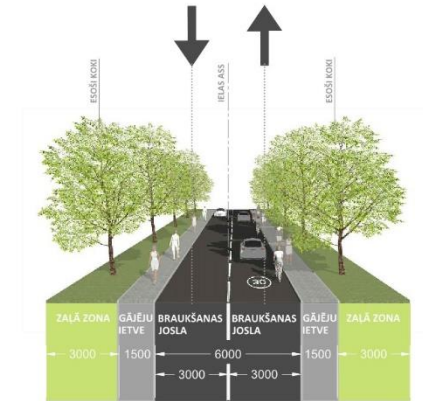 ESOŠI KOKI
IELAS ASS
ESOŠI KOKI
30
ZAĻĀ ZONA
GĀJĒJU
IETVE
BRAUKŠANAS
JOSLA
BRAUKŠANAS
JOSLA
GĀJĒJU
IETVE
ZAĻĀ ZONA
3000
1500
6000
1500
3000
3000
3000